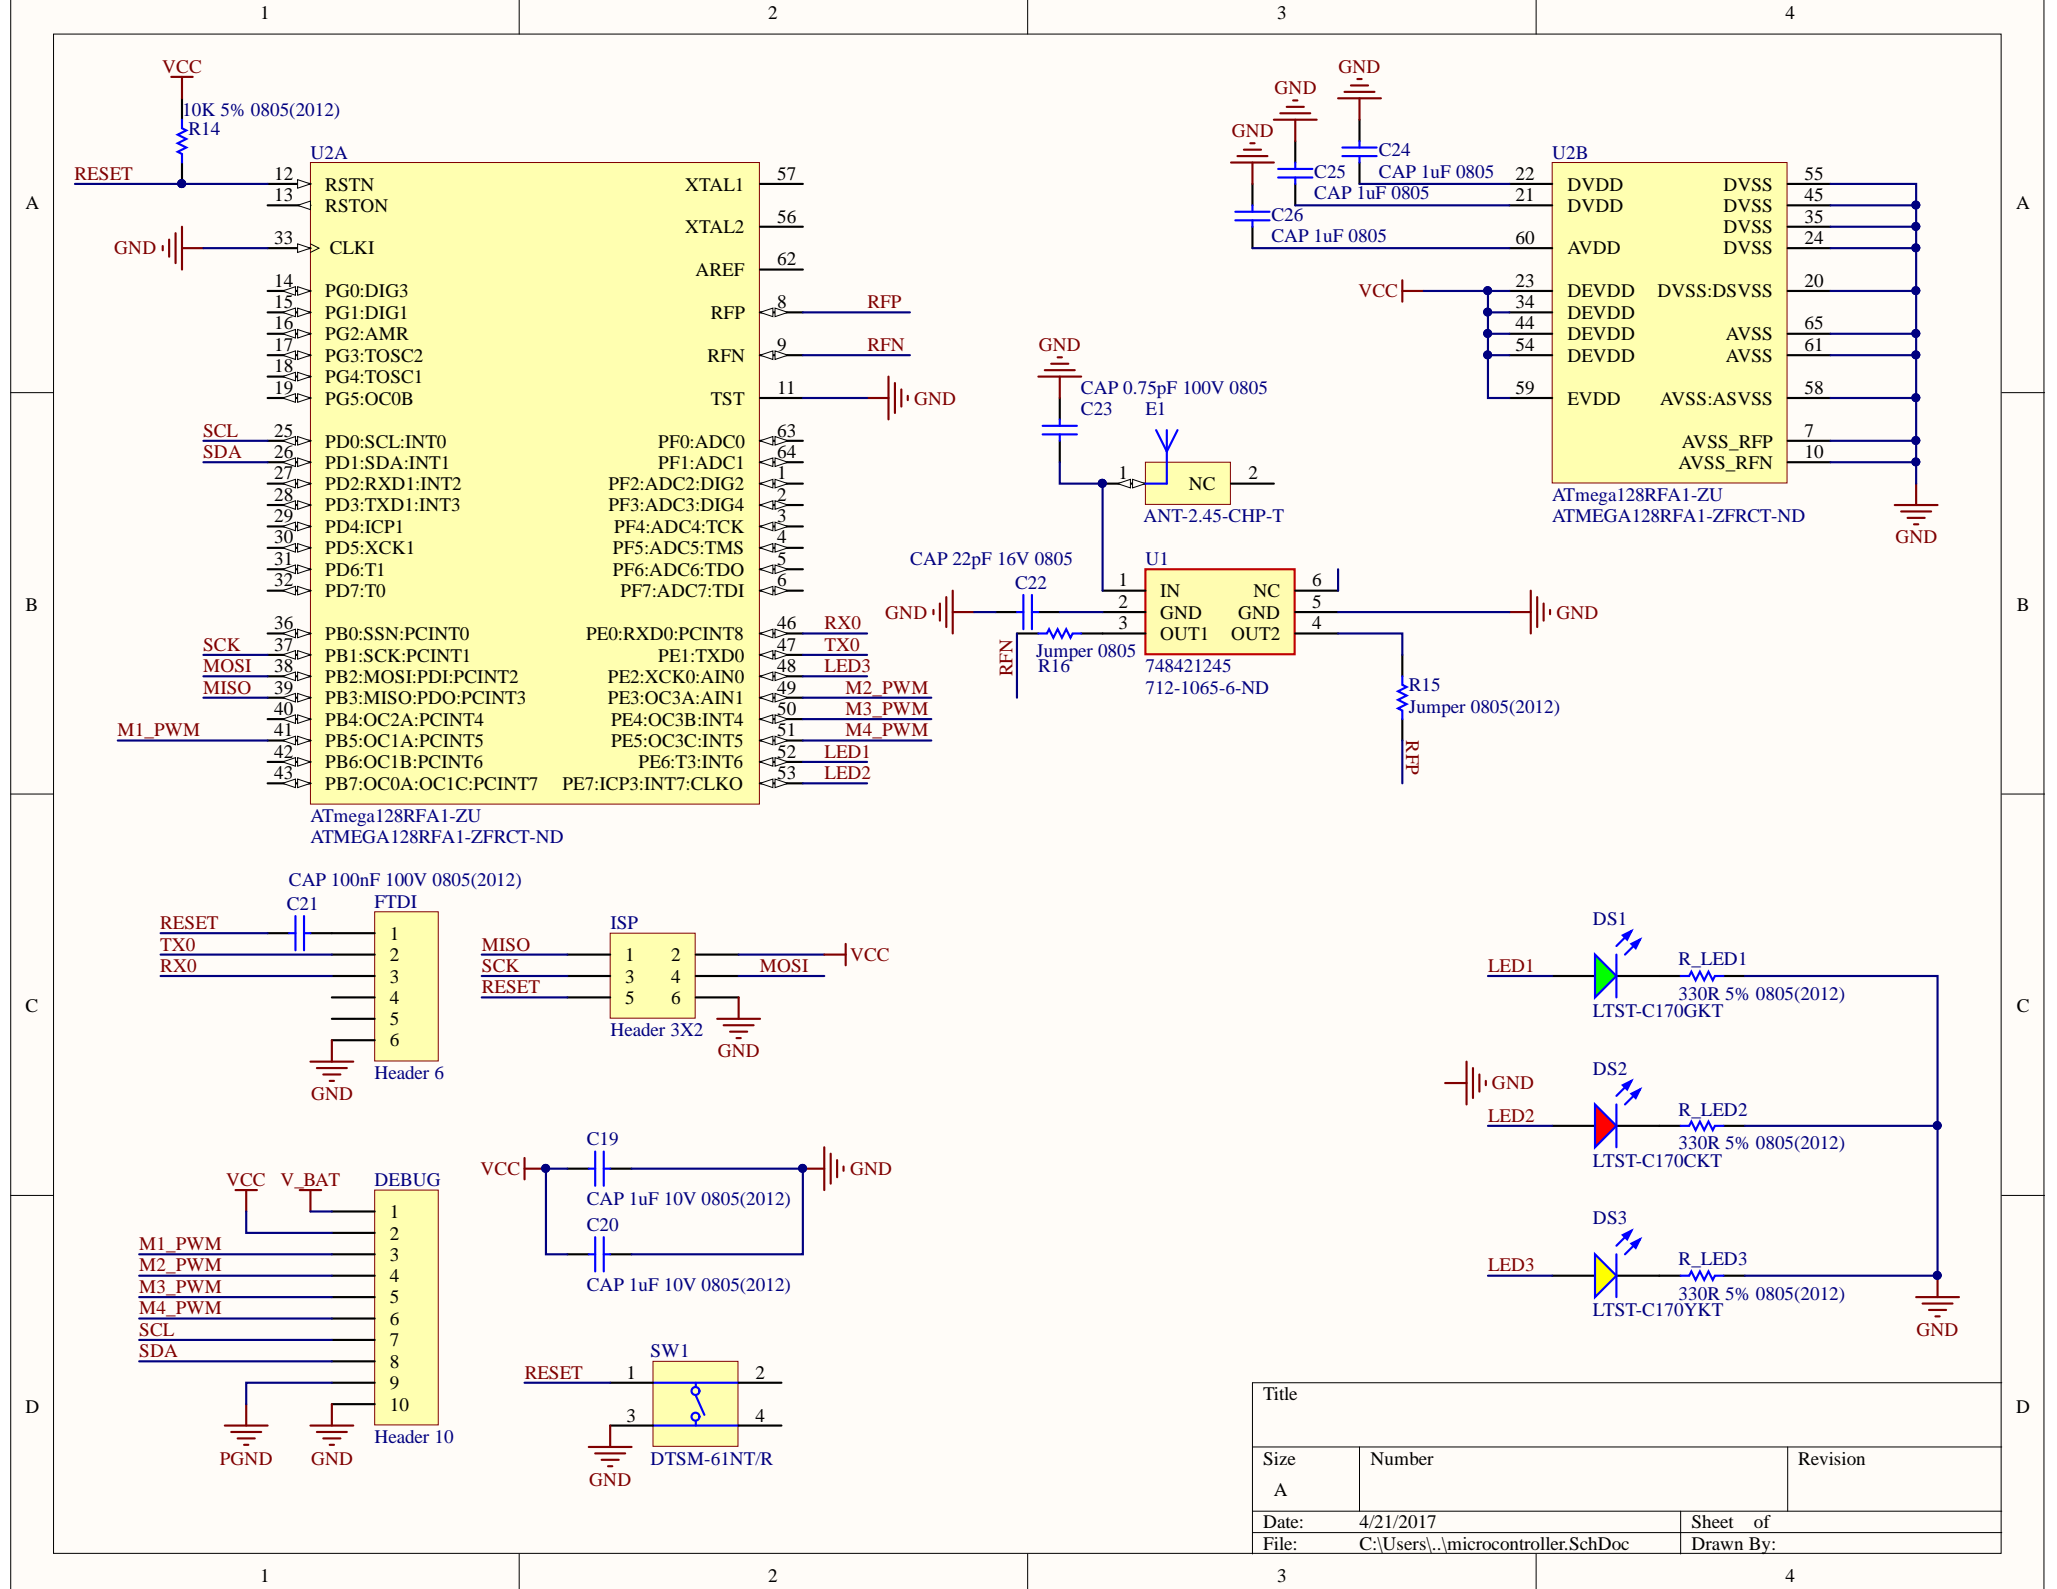 1 2 3 4
A
B
C
D
A
B
C
D
1 2 3 4
VCC
10K 5% 0805(2012)
R14
RESET
GND
U2A
12 RSTN
13 RSTON
33 CLKI
14 PG0:DIG3
15 PG1:DIG1
16 PG2:AMR
17 PG3:TOSC2
18 PG4:TOSC1
19 PG5:OC0B
SCL 25 PD0:SCL:INT0
SDA 26 PD1:SDA:INT1
27 PD2:RXD1:INT2
28 PD3:TXD1:INT3
29 PD4:ICP1
30 PD5:XCK1
31 PD6:T1
32 PD7:T0
36 PB0:SSN:PCINT0
SCK 37 PB1:SCK:PCINT1
MOSI 38 PB2:MOSI:PDI:PCINT2
MISO 39 PB3:MISO:PDO:PCINT3
40 PB4:OC2A:PCINT4
M1_PWM 41 PB5:OC1A:PCINT5
42 PB6:OC1B:PCINT6
43 PB7:OC0A:OC1C:PCINT7
XTAL1 57
XTAL2 56
AREF 62
RFP 8 RFP
RFN 9 RFN
TST 11 GND
PF0:ADC0 63
PF1:ADC1 64
PF2:ADC2:DIG2 1
PF3:ADC3:DIG4 2
PF4:ADC4:TCK 3
PF5:ADC5:TMS 4
PF6:ADC6:TDO 5
PF7:ADC7:TDI 6
PE0:RXD0:PCINT8 46 RX0
PE1:TXD0 47 TX0
PE2:XCK0:AIN0 48 LED3
PE3:OC3A:AIN1 49 M2_PWM
PE4:OC3B:INT4 50 M3_PWM
PE5:OC3C:INT5 51 M4_PWM
PE6:T3:INT6 52 LED1
PE7:ICP3:INT7:CLKO 53 LED2
ATmega128RFA1-ZU
ATMEGA128RFA1-ZFRCT-ND
GND
CAP 0.75pF 100V 0805
C23
E1
1 NC 2
ANT-2.45-CHP-T
CAP 22pF 16V 0805
C22
GND
U1
1 IN NC 6
2 GND GND 5
3 OUT1 OUT2 4
GND
RFN
Jumper 0805
R16
748421245
712-1065-6-ND
R15
Jumper 0805(2012)
RFP
GND
GND
GND
C24
CAP 1uF 0805
C25
CAP 1uF 0805
C26
CAP 1uF 0805
VCC
U2B
22 DVDD DVSS 55
21 DVDD DVSS 45
DVSS 35
60 AVDD DVSS 24
23 DEVDD DVSS:DSVSS 20
34 DEVDD
44 DEVDD AVSS 65
54 DEVDD AVSS 61
59 EVDD AVSS:ASVSS 58
AVSS_RFP 7
AVSS_RFN 10
ATmega128RFA1-ZU
ATMEGA128RFA1-ZFRCT-ND
GND
CAP 100nF 100V 0805(2012)
C21
FTDI
RESET 1
TX0 2
RX0 3
4
5
6
GND
Header 6
ISP
MISO 1 2 VCC
SCK 3 4 MOSI
RESET 5 6
Header 3X2
GND
VCC V_BAT DEBUG
1
2
M1_PWM 3
M2_PWM 4
M3_PWM 5
M4_PWM 6
SCL 7
SDA 8
9
10
PGND GND
Header 10
C19
VCC GND
CAP 1uF 10V 0805(2012)
C20
CAP 1uF 10V 0805(2012)
SW1
RESET 1 2
3 4
GND
DTSM-61NT/R
DS1
LED1 R_LED1
330R 5% 0805(2012)
LTST-C170GKT
GND
DS2
LED2 R_LED2
330R 5% 0805(2012)
LTST-C170CKT
DS3
LED3 R_LED3
330R 5% 0805(2012)
LTST-C170YKT
GND
Title
Size Number Revision
A
Date: 4/21/2017 Sheet of
File: C:\Users\..\microcontroller.SchDoc Drawn By: